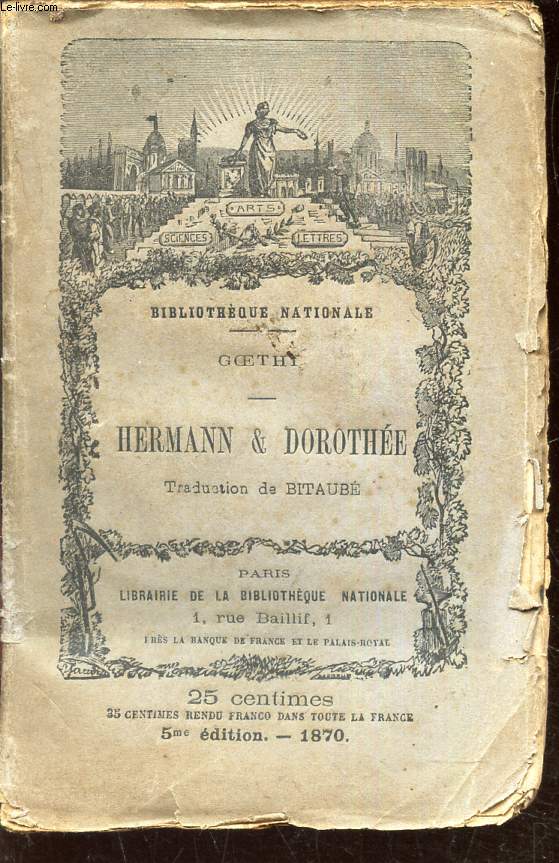 Le-livre.com
ARTS
SCIENCES LETTRES
BIBLIOTHÈQUE NATIONALE
GŒTHE
HERMANN & DOROTHÉE
Traduction de BITAUBÉ
PARIS
LIBRAIRIE DE LA BIBLIOTHÈQUE NATIONALE
1, rue Baillif, 1
PRÈS LA BANQUE DE FRANCE ET LE PALAIS-ROYAL
25 centimes
35 CENTIMES RENDU FRANCO DANS TOUTE LA FRANCE
5me édition. — 1870.